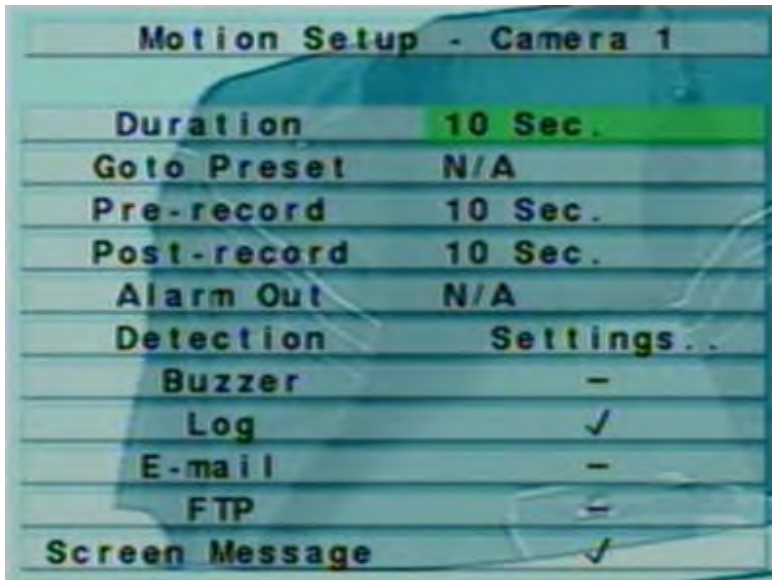 Motion Setup - Camera 1
Duration 10 Sec.
Goto Preset N/A
Pre-record 10 Sec.
Post-record 10 Sec.
Alarm Out N/A
Detection Settings..
Buzzer –
Log ✓
E-mail –
FTP –
Screen Message ✓